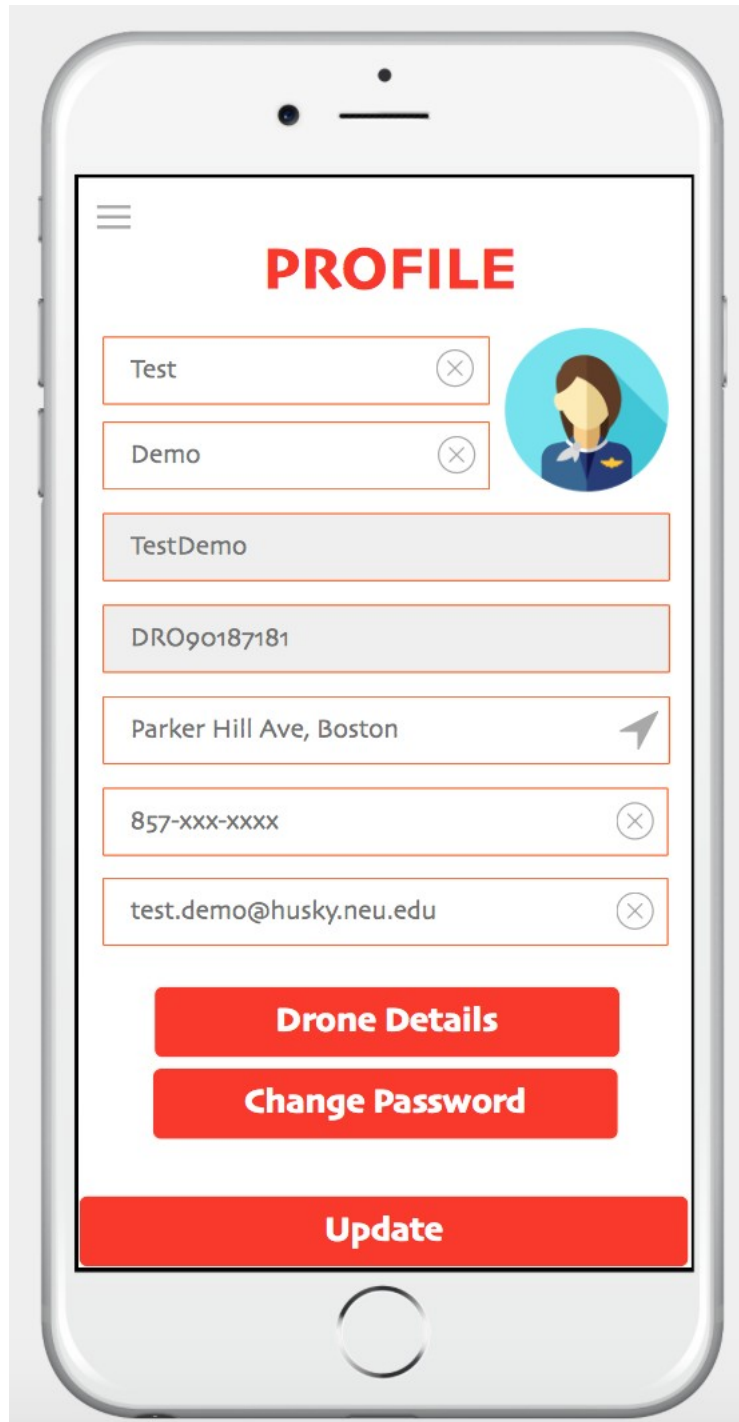 PROFILE
Test
Demo
TestDemo
DRO90187181
Parker Hill Ave, Boston
857-xxx-xxxx
test.demo@husky.neu.edu
Drone Details
Change Password
Update